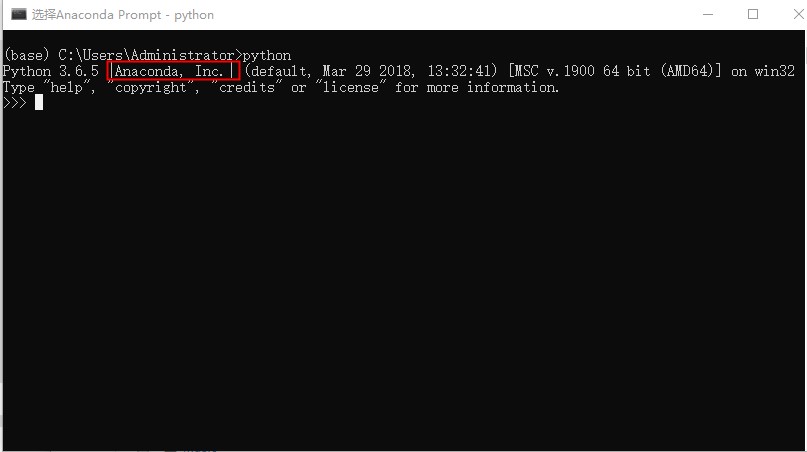 选择Anaconda Prompt - python
(base) C:\Users\Administrator>python
Python 3.6.5 |Anaconda, Inc.| (default, Mar 29 2018, 13:32:41) [MSC v.1900 64 bit (AMD64)] on win32
Type "help", "copyright", "credits" or "license" for more information.
>>>